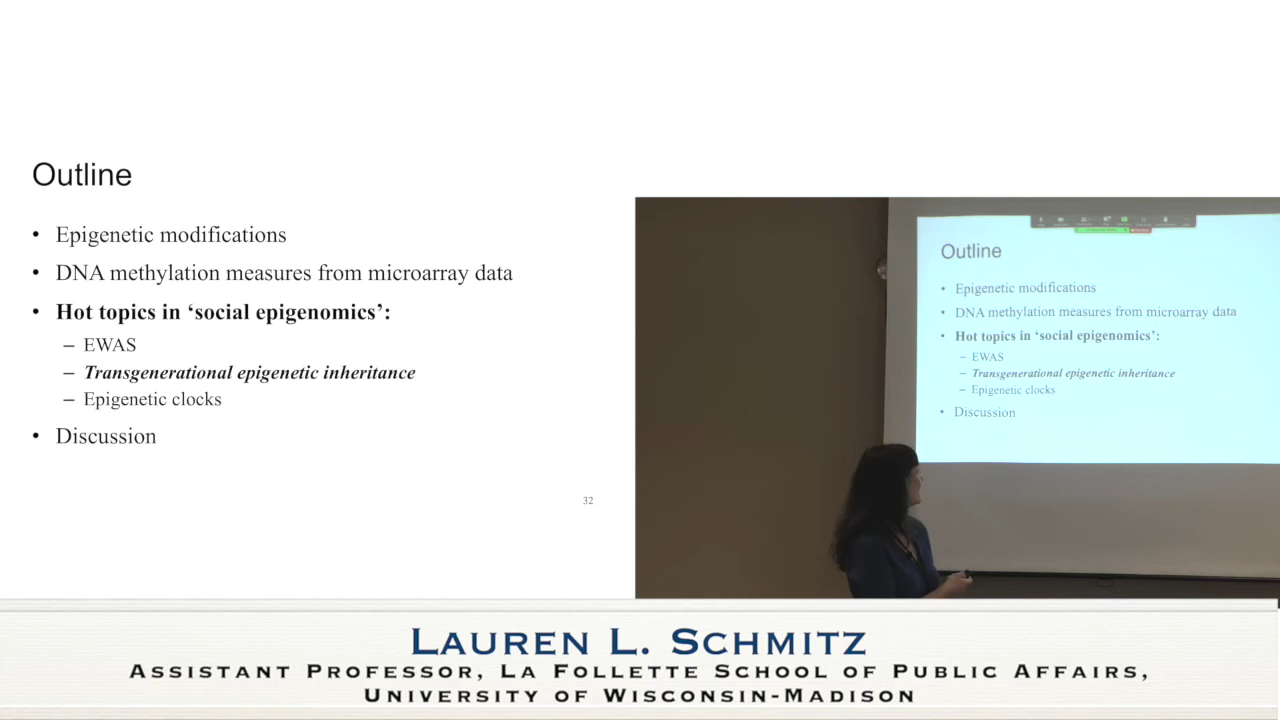 Outline
• Epigenetic modifications
• DNA methylation measures from microarray data
• Hot topics in ‘social epigenomics’:
– EWAS
– Transgenerational epigenetic inheritance
– Epigenetic clocks
• Discussion
32
Outline
• Epigenetic modifications
• DNA methylation measures from microarray data
• Hot topics in ‘social epigenomics’:
– EWAS
– Transgenerational epigenetic inheritance
– Epigenetic clocks
• Discussion
LAUREN L. SCHMITZ
ASSISTANT PROFESSOR, LA FOLLETTE SCHOOL OF PUBLIC AFFAIRS,
UNIVERSITY OF WISCONSIN-MADISON